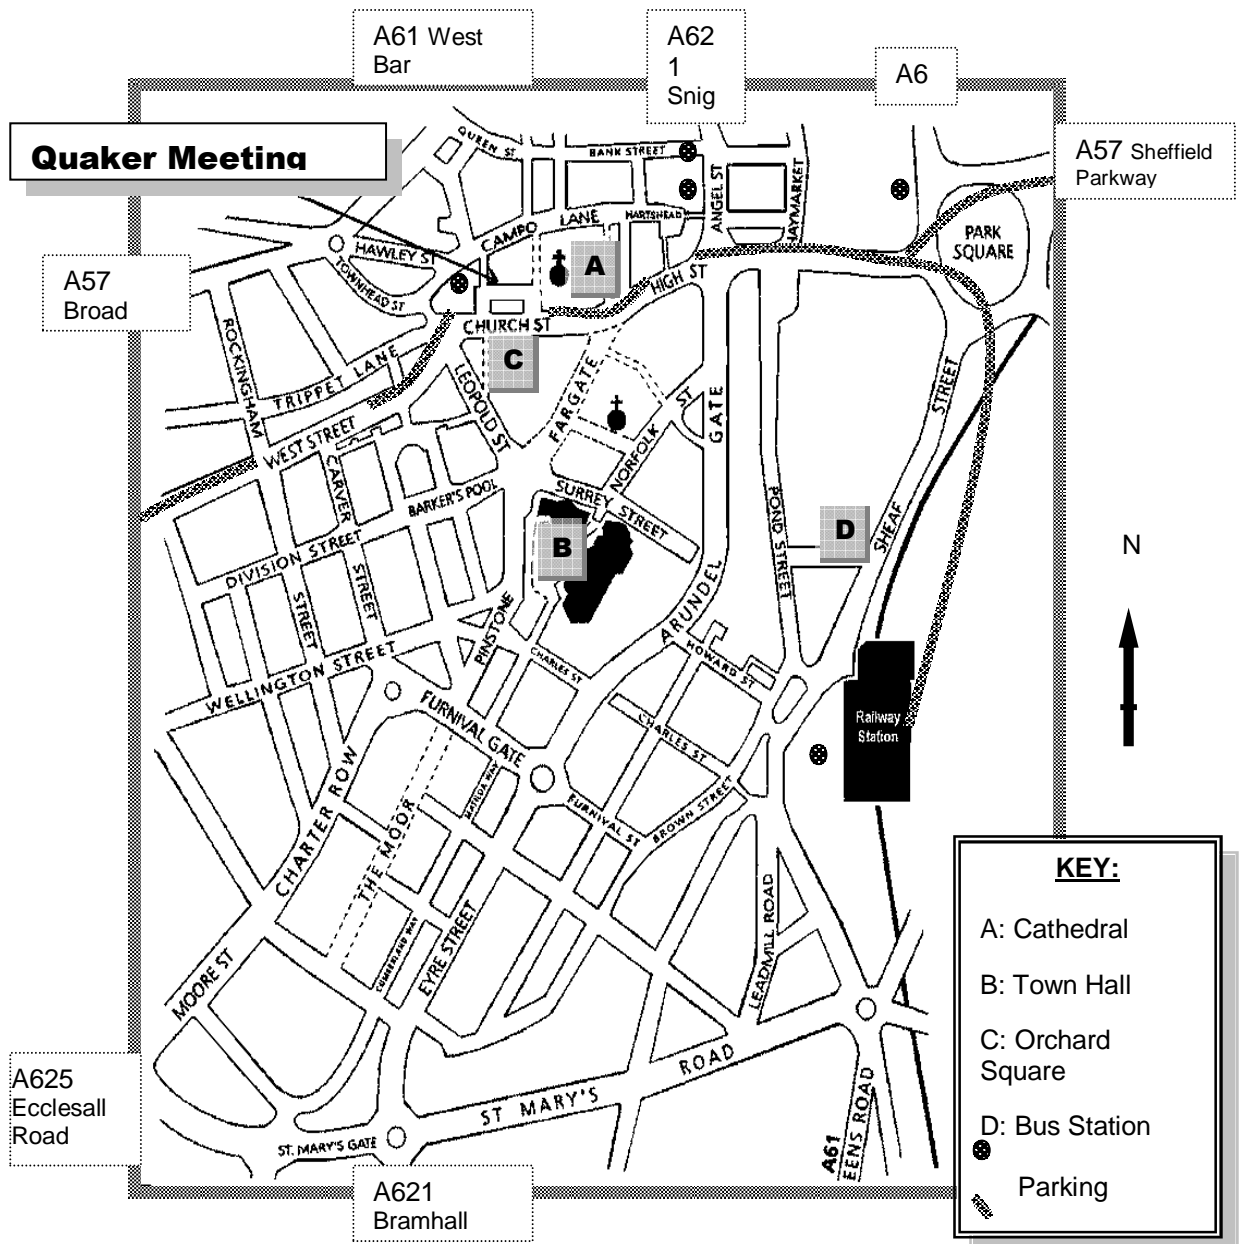 A61 West
Bar
A62
1
Snig
A6
Quaker Meeting
A57 Sheffield
Parkway
QUEEN ST
BANK STREET
ANGEL ST
HAYMARKET
PARK
SQUARE
CAMPO LANE
HARTSHEAD
HAWLEY ST
TOWNHEAD ST
A
HIGH ST
A57
Broad
CHURCH ST
C
ROCKINGHAM
TRIPPET LANE
LEOPOLD ST
FARGATE
WEST STREET
NORFOLK ST
GATE
STREET
CARVER
STREET
BARKER'S POOL
SURREY STREET
POND STREET
D
SHEAF
N
B
DIVISION STREET
STREET
PINSTONE
ARUNDEL
HOWARD ST
WELLINGTON STREET
CHARLES ST
FURNIVAL GATE
CHARLES ST
Railway
Station
CHARTER ROW
THE MOOR
MATILDA WAY
FURNIVAL ST
BROWN STREET
KEY:
A: Cathedral
B: Town Hall
C: Orchard
Square
D: Bus Station
Parking
MOORE ST
CUMBERLAND WAY
EYRE STREET
LEADMILL ROAD
A625
Ecclesall
Road
ST MARY'S ROAD
ST. MARY'S GATE
A61
EENS ROAD
A621
Bramhall